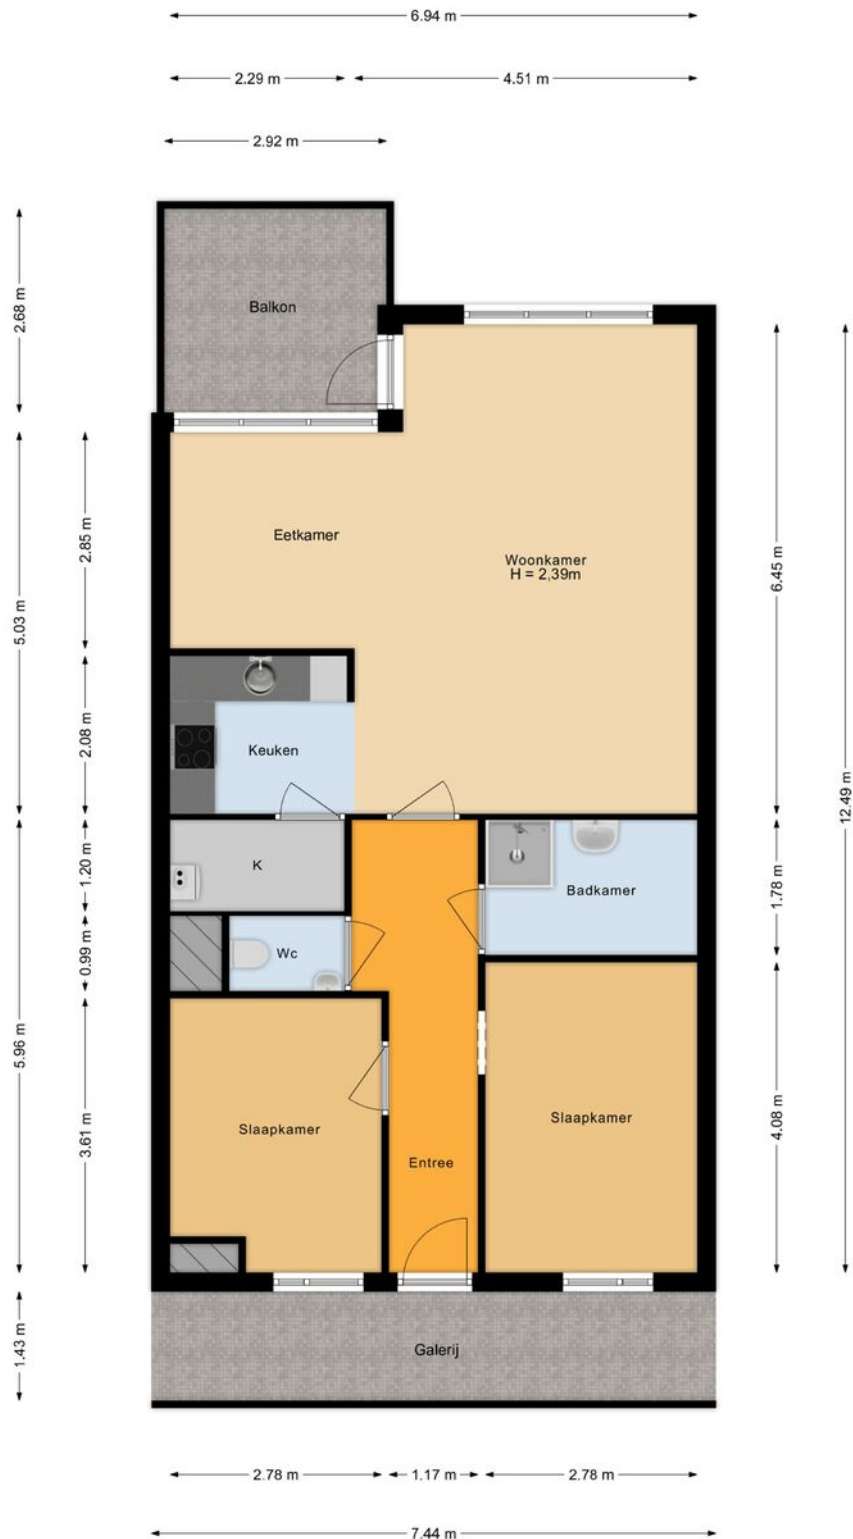 6.94 m
2.29 m
4.51 m
2.92 m
2.68 m
Balkon
5.03 m
2.85 m
Eetkamer
Woonkamer
H = 2,39m
6.45 m
12.49 m
2.08 m
Keuken
1.20 m
K
Badkamer
1.78 m
0.99 m
Wc
5.96 m
3.61 m
Slaapkamer
Entree
Slaapkamer
4.08 m
1.43 m
Galerij
2.78 m
1.17 m
2.78 m
7.44 m